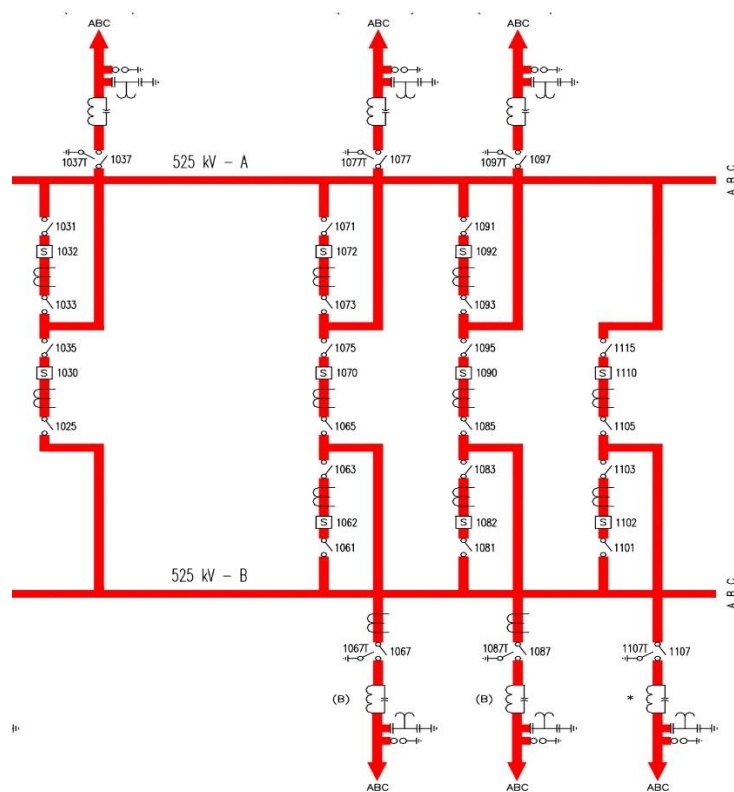 ABC ABC ABC
1037T 1037 1077T 1077 1097T 1097
525 kV - A
A B C
1031 1071 1091
S 1032 S 1072 S 1092
1033 1073 1093
1035 1075 1095 1115
S 1030 S 1070 S 1090 S 1110
1025 1065 1085 1105
1063 1083 1103
S 1062 S 1082 S 1102
1061 1081 1101
525 kV - B
A B C
1067T 1067 1087T 1087 1107T 1107
(B) (B) *
ABC ABC ABC